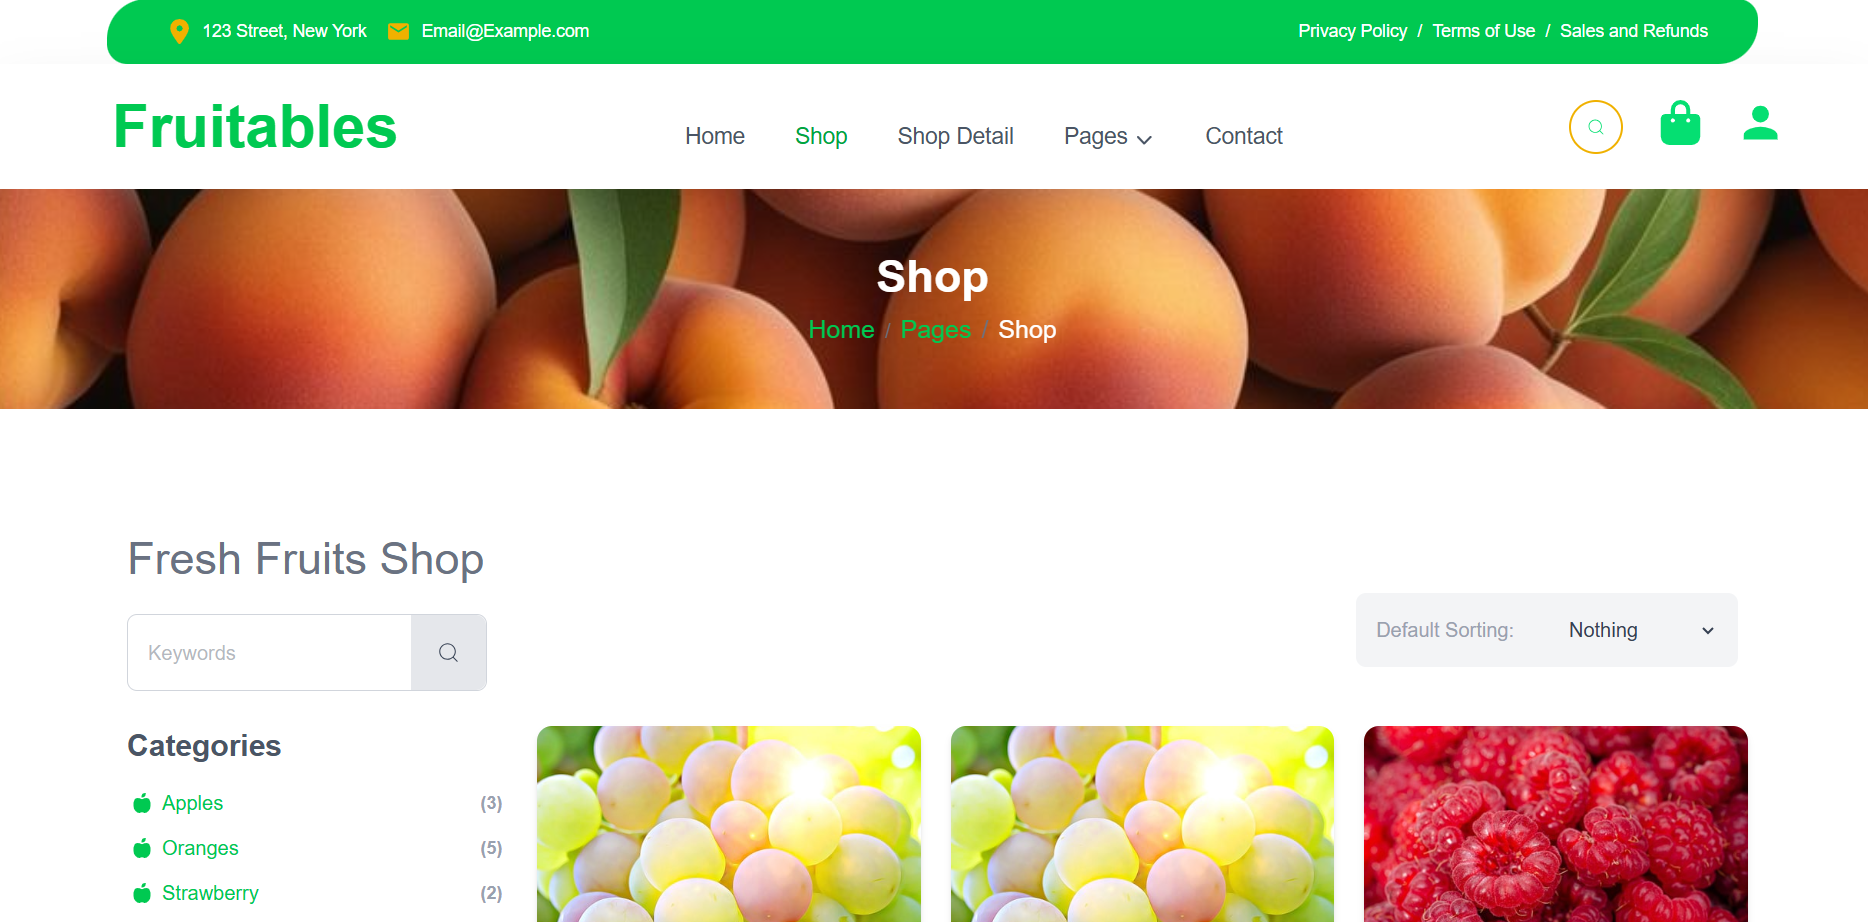 123 Street, New York Email@Example.com Privacy Policy / Terms of Use / Sales and Refunds
Fruitables Home Shop Shop Detail Pages Contact
Shop
Home / Pages / Shop
Fresh Fruits Shop
Keywords
Default Sorting: Nothing
Categories
Apples (3)
Oranges (5)
Strawberry (2)